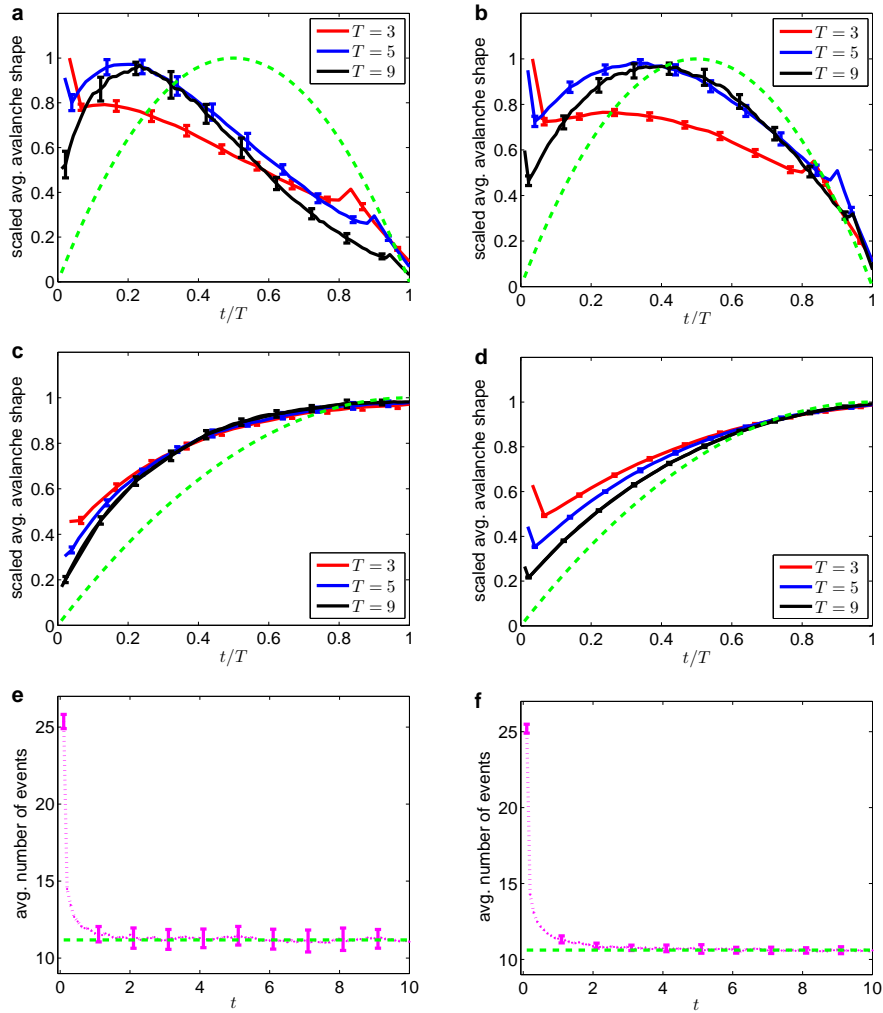 a
scaled avg. avalanche shape
1
0.8
0.6
0.4
0.2
0
0 0.2 0.4 0.6 0.8 1
t/T
T = 3
T = 5
T = 9
b
scaled avg. avalanche shape
1
0.8
0.6
0.4
0.2
0
0 0.2 0.4 0.6 0.8 1
t/T
T = 3
T = 5
T = 9
c
scaled avg. avalanche shape
1
0.8
0.6
0.4
0.2
0
0 0.2 0.4 0.6 0.8 1
t/T
T = 3
T = 5
T = 9
d
scaled avg. avalanche shape
1
0.8
0.6
0.4
0.2
0
0 0.2 0.4 0.6 0.8 1
t/T
T = 3
T = 5
T = 9
e
avg. number of events
25
20
15
10
0 2 4 6 8 10
t
f
avg. number of events
25
20
15
10
0 2 4 6 8 10
t